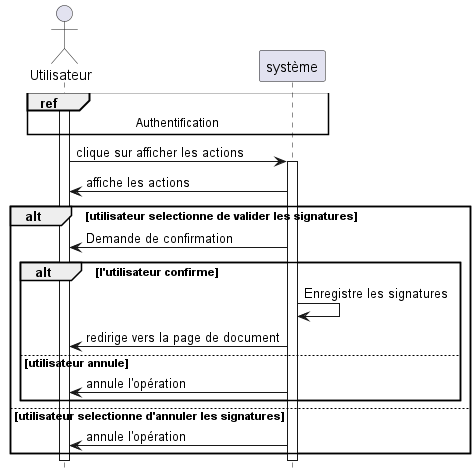 Utilisateur
système
ref
Authentification
clique sur afficher les actions
affiche les actions
alt [utilisateur selectionne de valider les signatures]
Demande de confirmation
alt [l'utilisateur confirme]
Enregistre les signatures
redirige vers la page de document
[utilisateur annule]
annule l'opération
[utilisateur selectionne d'annuler les signatures]
annule l'opération